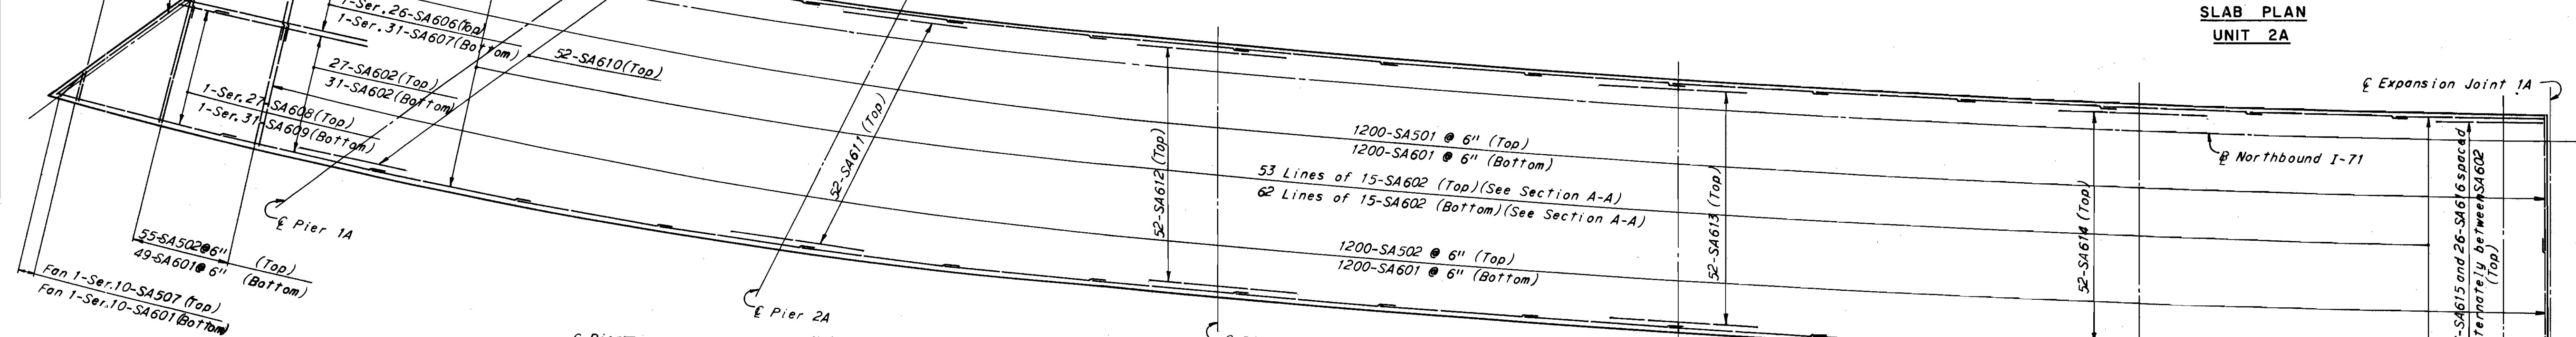 SLAB PLAN
UNIT 2A
1-Ser.26-SA606(Top)
1-Ser.31-SA607(Bottom)
52-SA610(Top)
27-SA602(Top)
31-SA602(Bottom)
1-Ser.27-SA608(Top)
1-Ser.31-SA609(Bottom)
℄ Pier 1A
55-SA502@6" (Top)
49-SA601@6" (Bottom)
Fan 1-Ser.10-SA507 (Top)
Fan 1-Ser.10-SA601(Bottom)
52-SA611(Top)
℄ Pier 2A
52-SA612(Top)
1200-SA501 @ 6" (Top)
1200-SA601 @ 6" (Bottom)
53 Lines of 15-SA602 (Top)(See Section A-A)
62 Lines of 15-SA602 (Bottom)(See Section A-A)
1200-SA502 @ 6" (Top)
1200-SA601 @ 6" (Bottom)
52-SA613(Top)
52-SA614(Top)
Northbound I-71
℄ Expansion Joint 1A
-SA615 and 26-SA616 spaced
ternately between SA602
(Top)